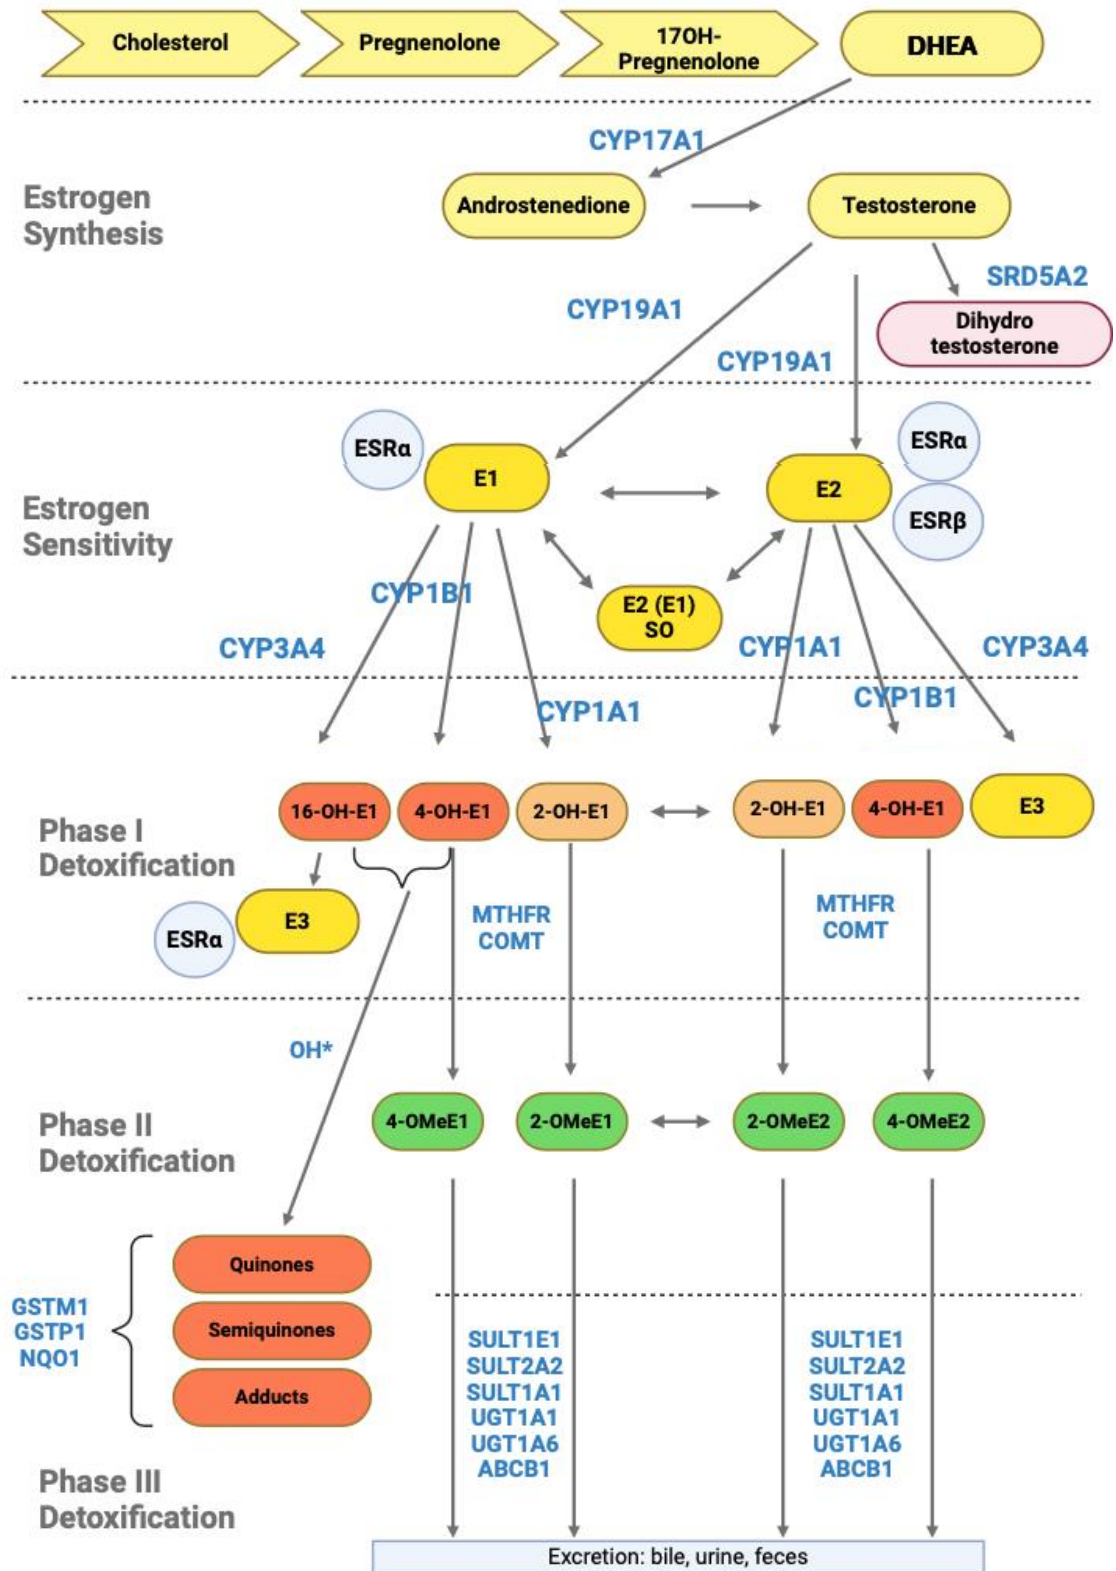 Cholesterol
Pregnenolone
17OH-
Pregnenolone
DHEA
CYP17A1
Estrogen
Synthesis
Androstenedione
Testosterone
SRD5A2
CYP19A1
Dihydro
testosterone
CYP19A1
ESRα
E1
E2
ESRα
ESRβ
Estrogen
Sensitivity
CYP1B1
E2 (E1)
SO
CYP3A4
CYP1A1
CYP3A4
CYP1B1
CYP1A1
16-OH-E1
4-OH-E1
2-OH-E1
2-OH-E1
4-OH-E1
E3
Phase I
Detoxification
E3
ESRα
MTHFR
COMT
MTHFR
COMT
OH*
Phase II
Detoxification
4-OMeE1
2-OMeE1
2-OMeE2
4-OMeE2
Quinones
Semiquinones
Adducts
GSTM1
GSTP1
NQO1
SULT1E1
SULT2A2
SULT1A1
UGT1A1
UGT1A6
ABCB1
SULT1E1
SULT2A2
SULT1A1
UGT1A1
UGT1A6
ABCB1
Phase III
Detoxification
Excretion: bile, urine, feces